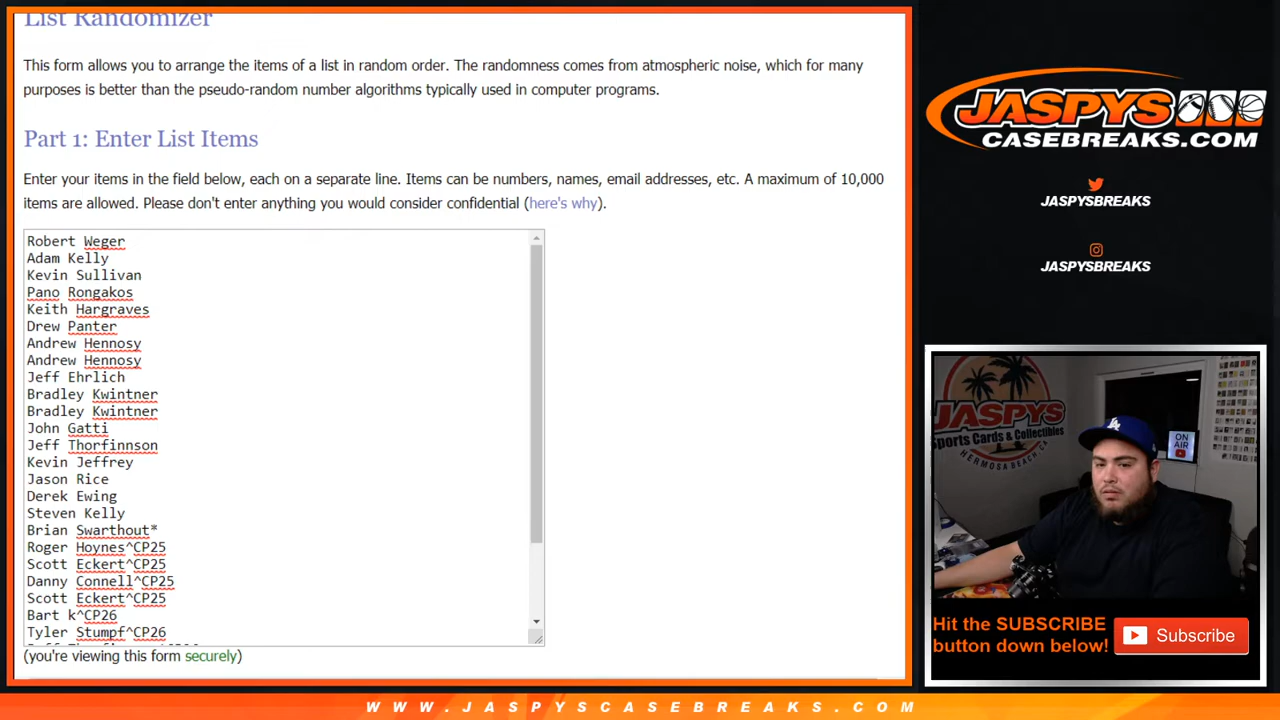 List Randomizer
This form allows you to arrange the items of a list in random order. The randomness comes from atmospheric noise, which for many
purposes is better than the pseudo-random number algorithms typically used in computer programs.
Part 1: Enter List Items
Enter your items in the field below, each on a separate line. Items can be numbers, names, email addresses, etc. A maximum of 10,000
items are allowed. Please don't enter anything you would consider confidential (here's why).
Robert Weger
Adam Kelly
Kevin Sullivan
Pano Rongakos
Keith Hargraves
Drew Panter
Andrew Hennosy
Andrew Hennosy
Jeff Ehrlich
Bradley Kwintner
Bradley Kwintner
John Gatti
Jeff Thorfinnson
Kevin Jeffrey
Jason Rice
Derek Ewing
Steven Kelly
Brian Swarthout*
Roger Hoynes^CP25
Scott Eckert^CP25
Danny Connell^CP25
Scott Eckert^CP25
Bart k^CP26
Tyler Stumpf^CP26
(you're viewing this form securely)
JASPYS
CASEBREAKS.COM
JASPYSBREAKS
JASPYSBREAKS
JASPYS
Sports Cards & Collectibles
HERMOSA BEACH, CA
LA
ON
AIR
Hit the SUBSCRIBE
button down below!
Subscribe
WWW.JASPYSCASEBREAKS.COM